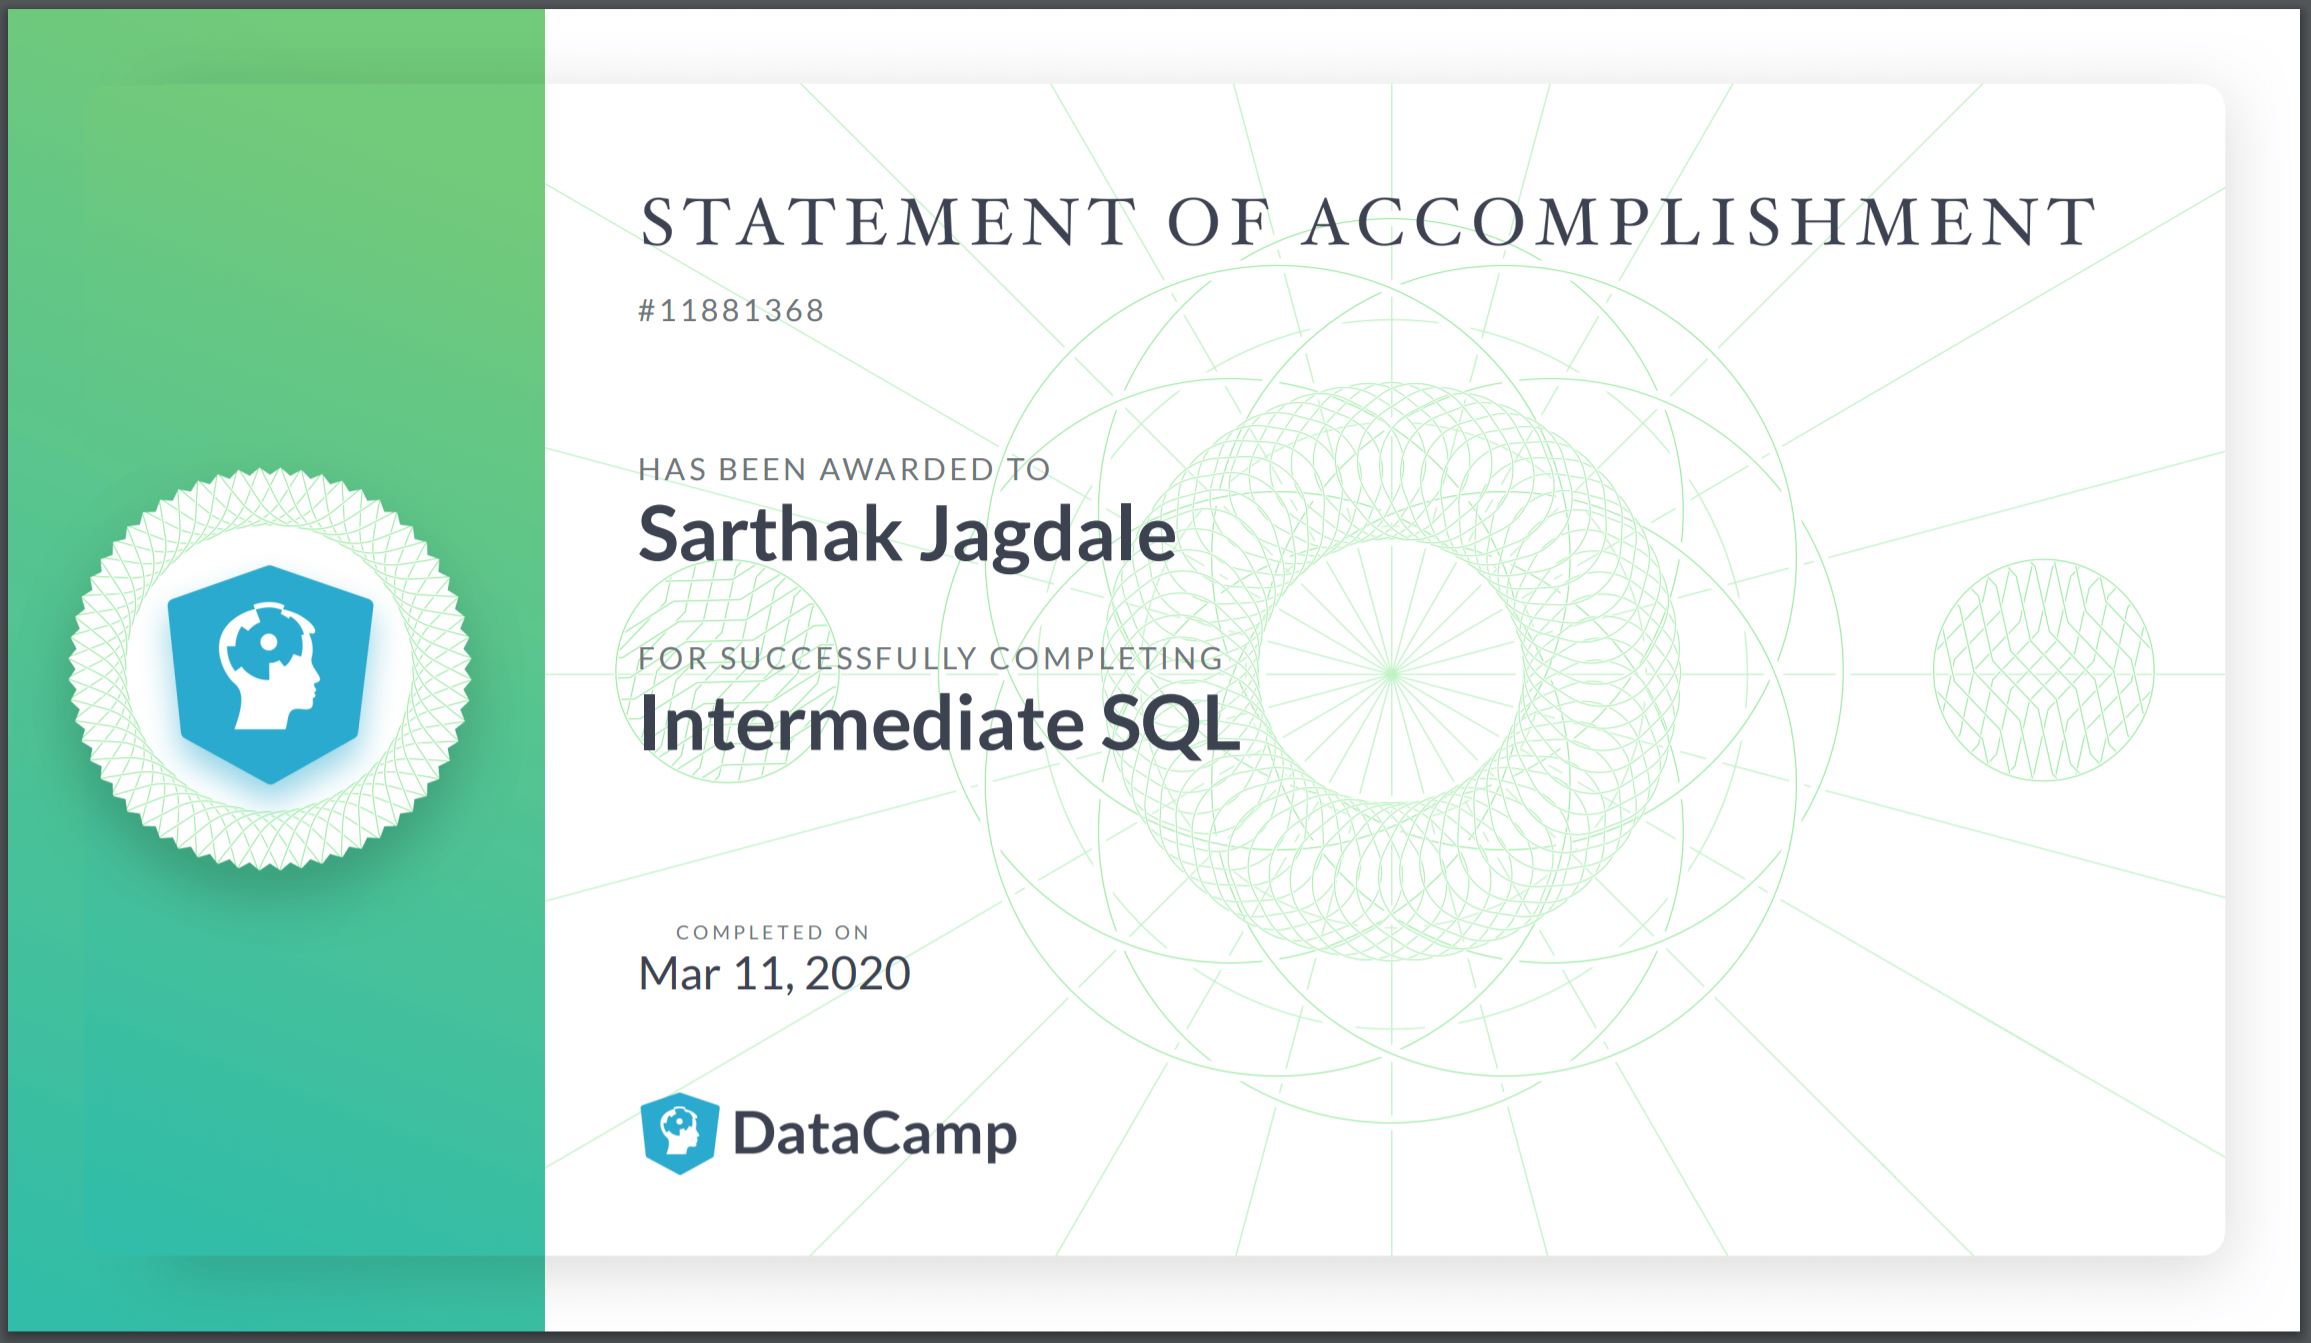 STATEMENT OF ACCOMPLISHMENT
#11881368
HAS BEEN AWARDED TO
Sarthak Jagdale
FOR SUCCESSFULLY COMPLETING
Intermediate SQL
COMPLETED ON
Mar 11, 2020
DataCamp